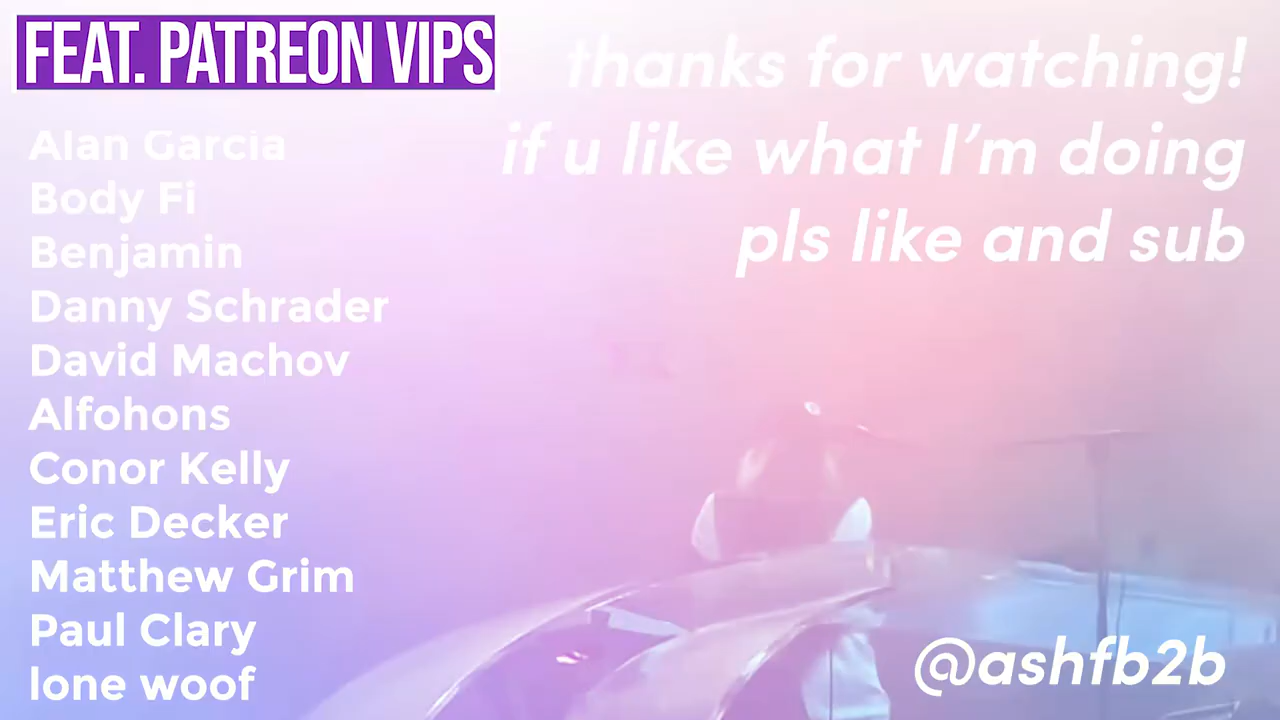 FEAT. PATREON VIPS
Alan Garcia
Body Fi
Benjamin
Danny Schrader
David Machov
Alfohons
Conor Kelly
Eric Decker
Matthew Grim
Paul Clary
lone woof
thanks for watching!
if u like what I'm doing
pls like and sub
@ashfb2b